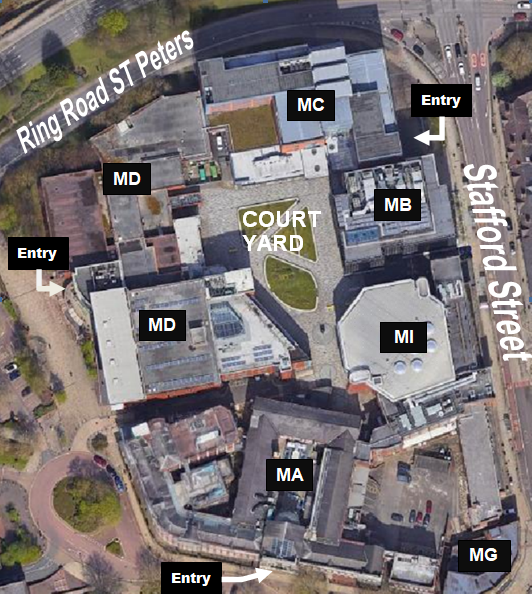 Ring Road ST Peters
MC
Entry
MD
MB
COURT
YARD
Stafford Street
Entry
MD
MI
MA
MG
Entry